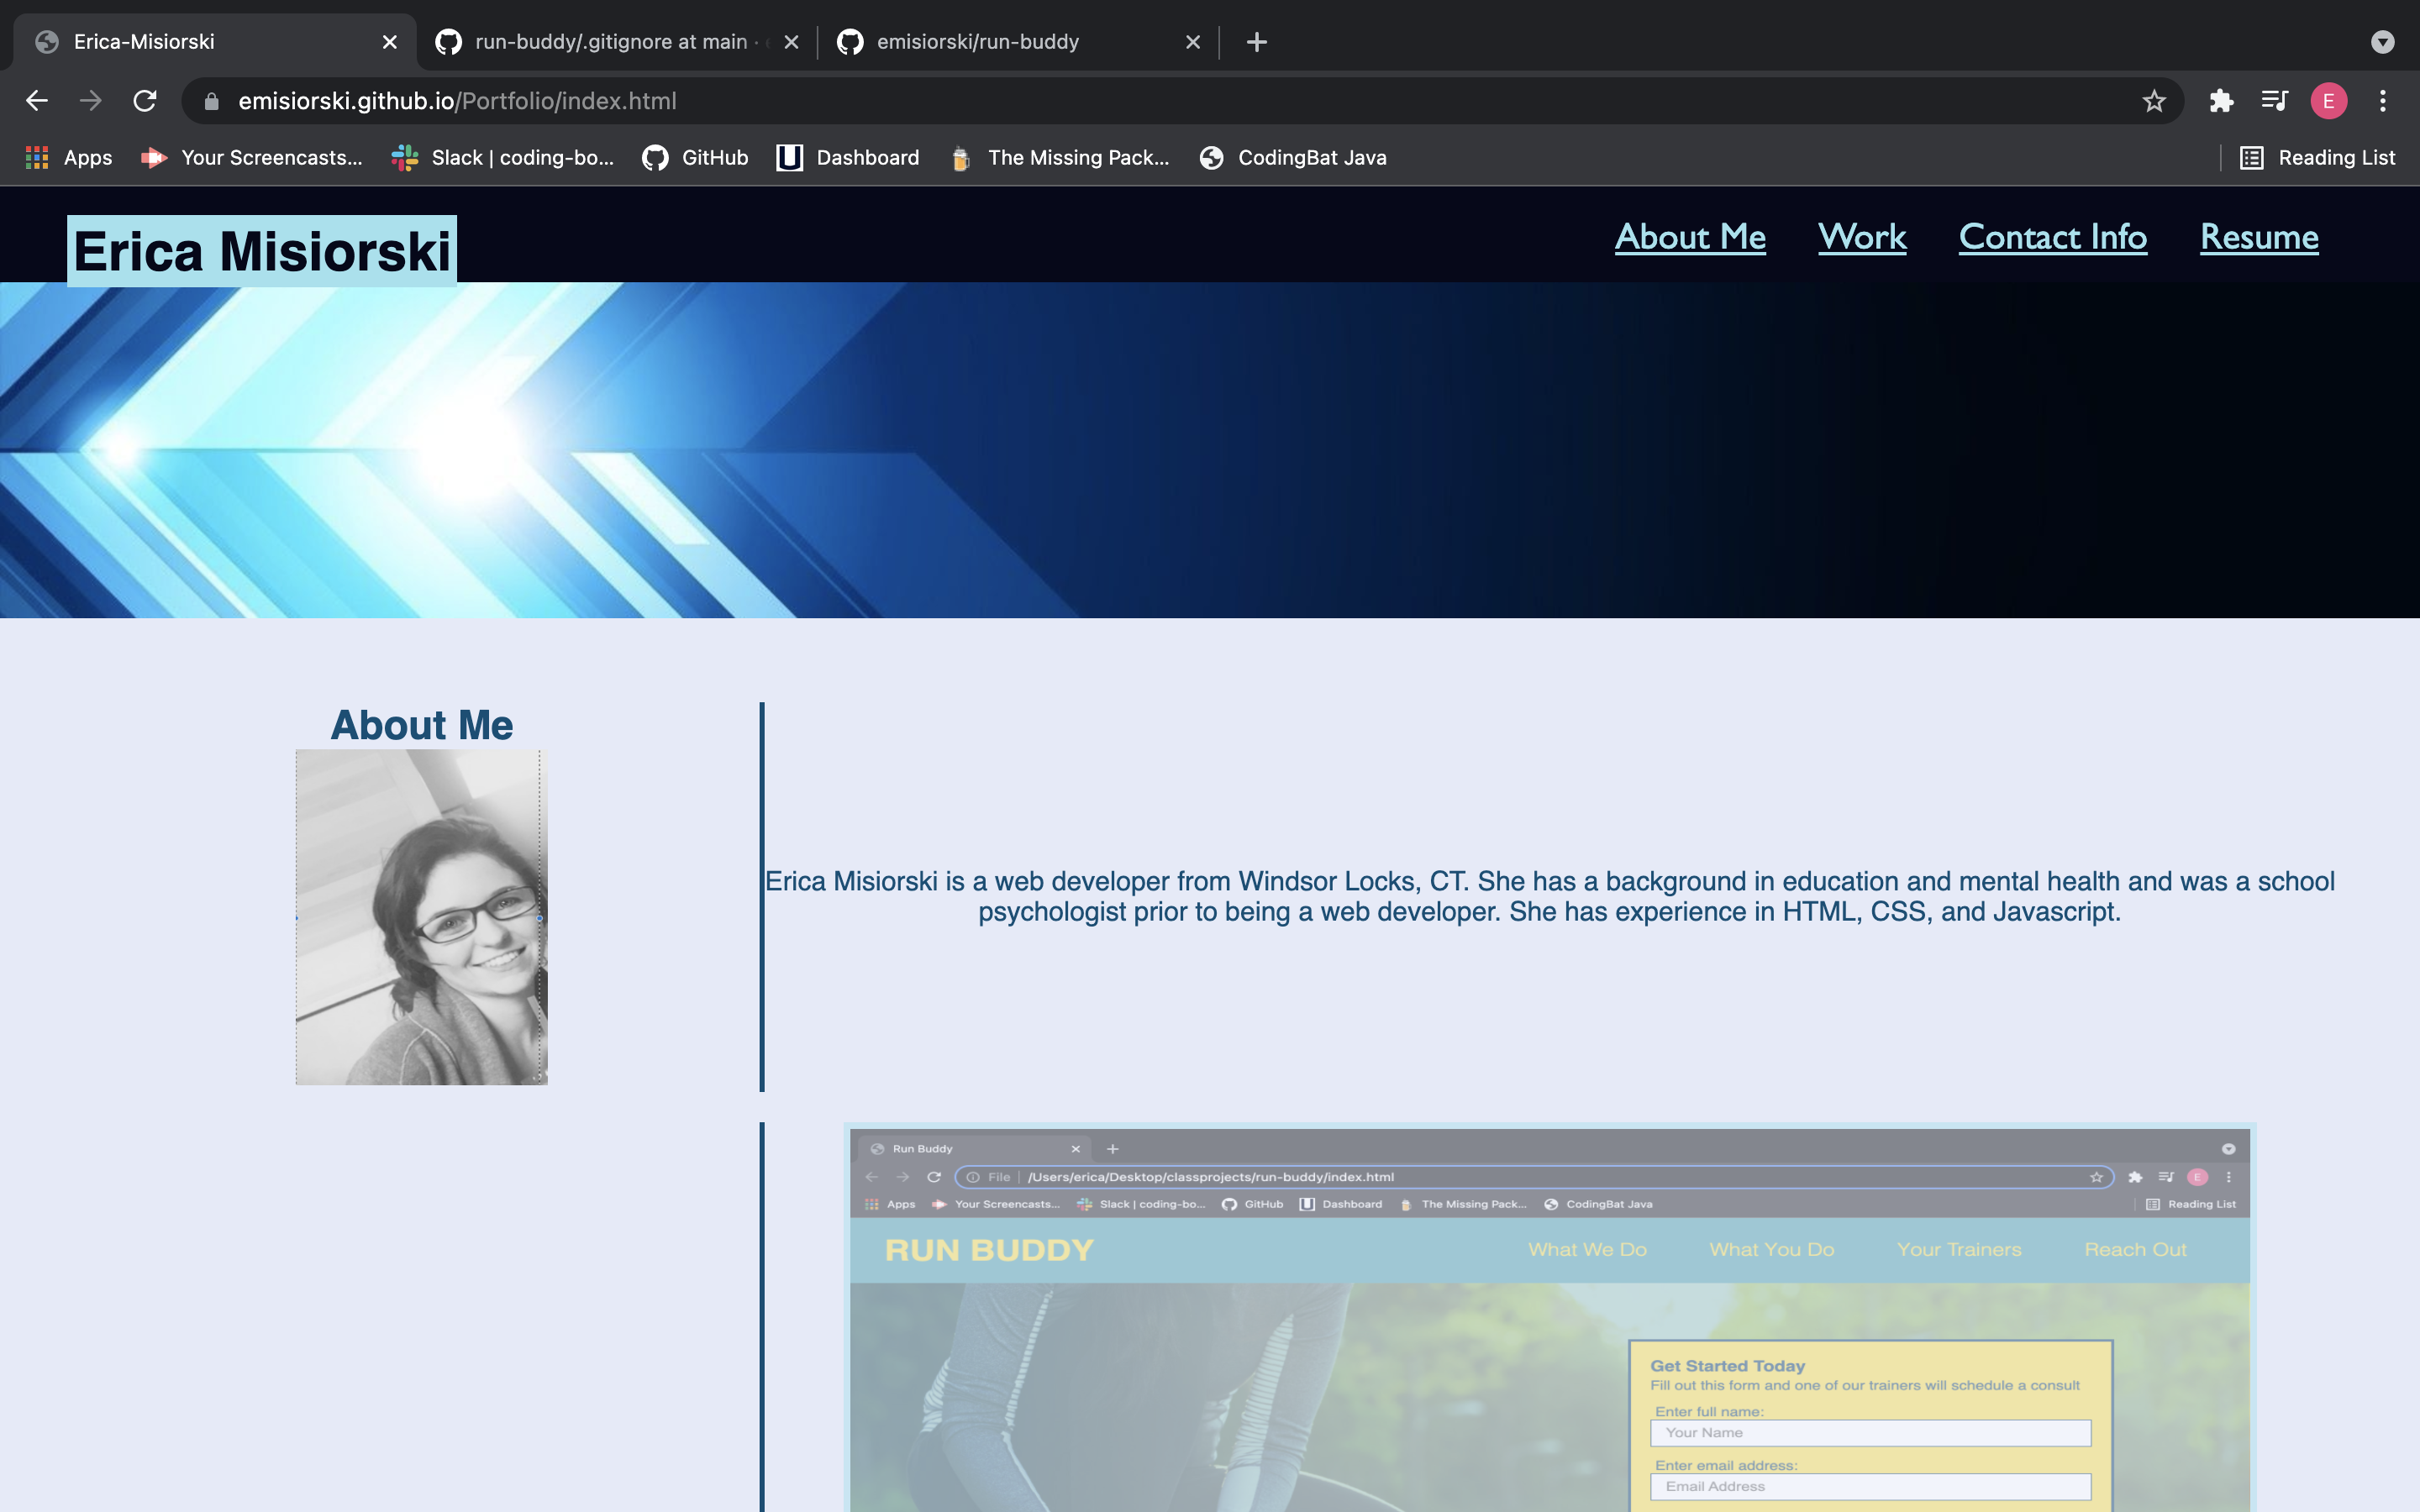 Erica-Misiorski
run-buddy/.gitignore at main ·
emisiorski/run-buddy
emisiorski.github.io/Portfolio/index.html
E
Apps
Your Screencasts...
Slack | coding-bo...
GitHub
Dashboard
The Missing Pack...
CodingBat Java
Reading List
Erica Misiorski
About Me
Work
Contact Info
Resume
About Me
Erica Misiorski is a web developer from Windsor Locks, CT. She has a background in education and mental health and was a school
psychologist prior to being a web developer. She has experience in HTML, CSS, and Javascript.
Run Buddy
File
/Users/erica/Desktop/classprojects/run-buddy/index.html
E
Apps
Your Screencasts...
Slack | coding-bo...
GitHub
Dashboard
The Missing Pack...
CodingBat Java
Reading List
RUN BUDDY
What We Do
What You Do
Your Trainers
Reach Out
Get Started Today
Fill out this form and one of our trainers will schedule a consult
Enter full name:
Your Name
Enter email address:
Email Address